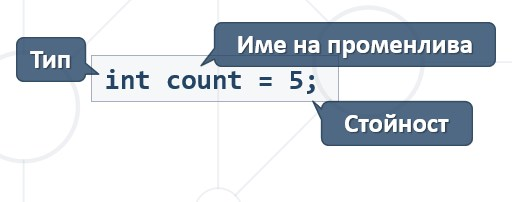 Име на променлива
Тип
int count = 5;
Стойност